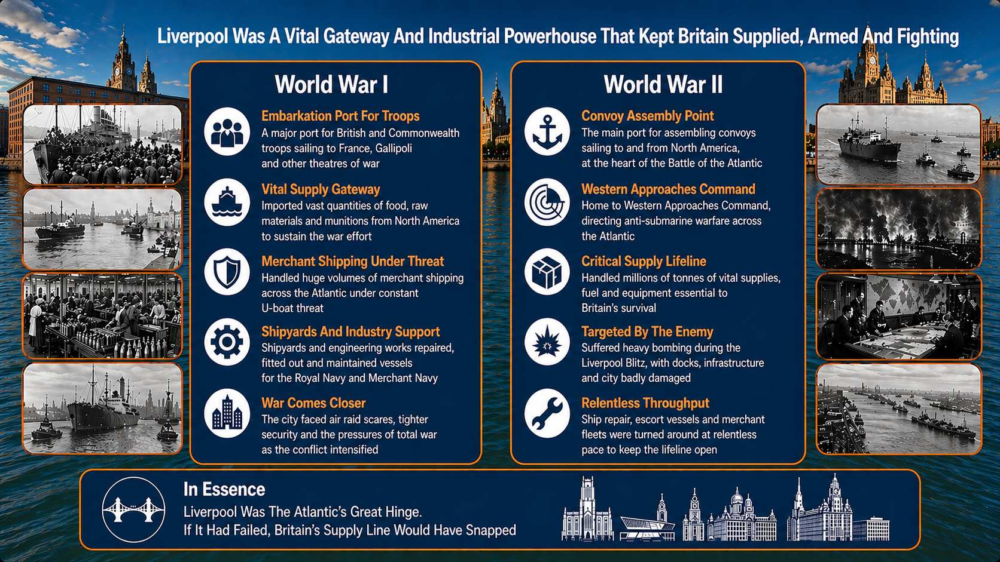 Liverpool Was A Vital Gateway And Industrial Powerhouse That Kept Britain Supplied, Armed And Fighting
World War I
Embarkation Port For Troops
A major port for British and Commonwealth
troops sailing to France, Gallipoli
and other theatres of war
Vital Supply Gateway
Imported vast quantities of food, raw
materials and munitions from North America
to sustain the war effort
Merchant Shipping Under Threat
Handled huge volumes of merchant shipping
across the Atlantic under constant
U-boat threat
Shipyards And Industry Support
Shipyards and engineering works repaired,
fitted out and maintained vessels
for the Royal Navy and Merchant Navy
War Comes Closer
The city faced air raid scares, tighter
security and the pressures of total war
as the conflict intensified
World War II
Convoy Assembly Point
The main port for assembling convoys
sailing to and from North America,
at the heart of the Battle of the Atlantic
Western Approaches Command
Home to Western Approaches Command,
directing anti-submarine warfare across
the Atlantic
Critical Supply Lifeline
Handled millions of tonnes of vital supplies,
fuel and equipment essential to
Britain's survival
Targeted By The Enemy
Suffered heavy bombing during the
Liverpool Blitz, with docks, infrastructure
and city badly damaged
Relentless Throughput
Ship repair, escort vessels and merchant
fleets were turned around at relentless
pace to keep the lifeline open
In Essence
Liverpool Was The Atlantic's Great Hinge.
If It Had Failed, Britain's Supply Line Would Have Snapped